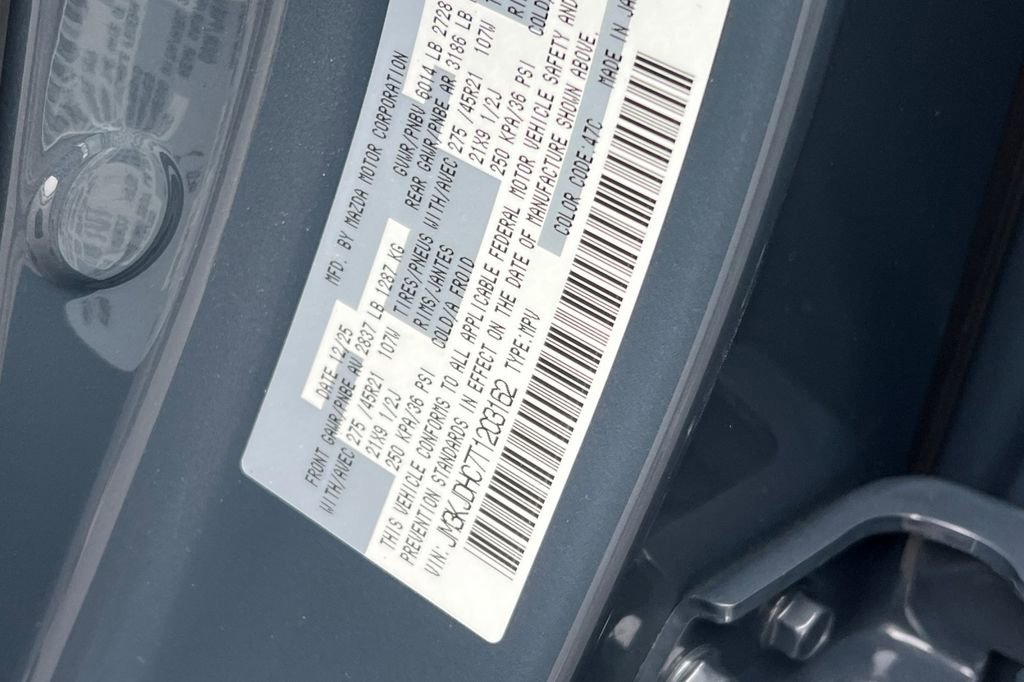 MFD. BY MAZDA MOTOR CORPORATION
DATE 12/25 GVWR/PNBV 6014 LB 2728
FRONT GAWR/PNBE AV 2837 LB 1287 KG REAR GAWR/PNBE AR 3186 LB
WITH/AVEC 275 /45R21 107W TIRES/PNEUS WITH/AVEC 275 /45R21 107W
21X9 1/2J RIMS/JANTES 21X9 1/2J
250 KPA/36 PSI COLD/A FROID 250 KPA/36 PSI COLD/
THIS VEHICLE CONFORMS TO ALL APPLICABLE FEDERAL MOTOR VEHICLE SAFETY AND
PREVENTION STANDARDS IN EFFECT ON THE DATE OF MANUFACTURE SHOWN ABOVE.
VIN: JM3KJDHC7T1203162 TYPE:MPV COLOR CODE:47C MADE IN JA